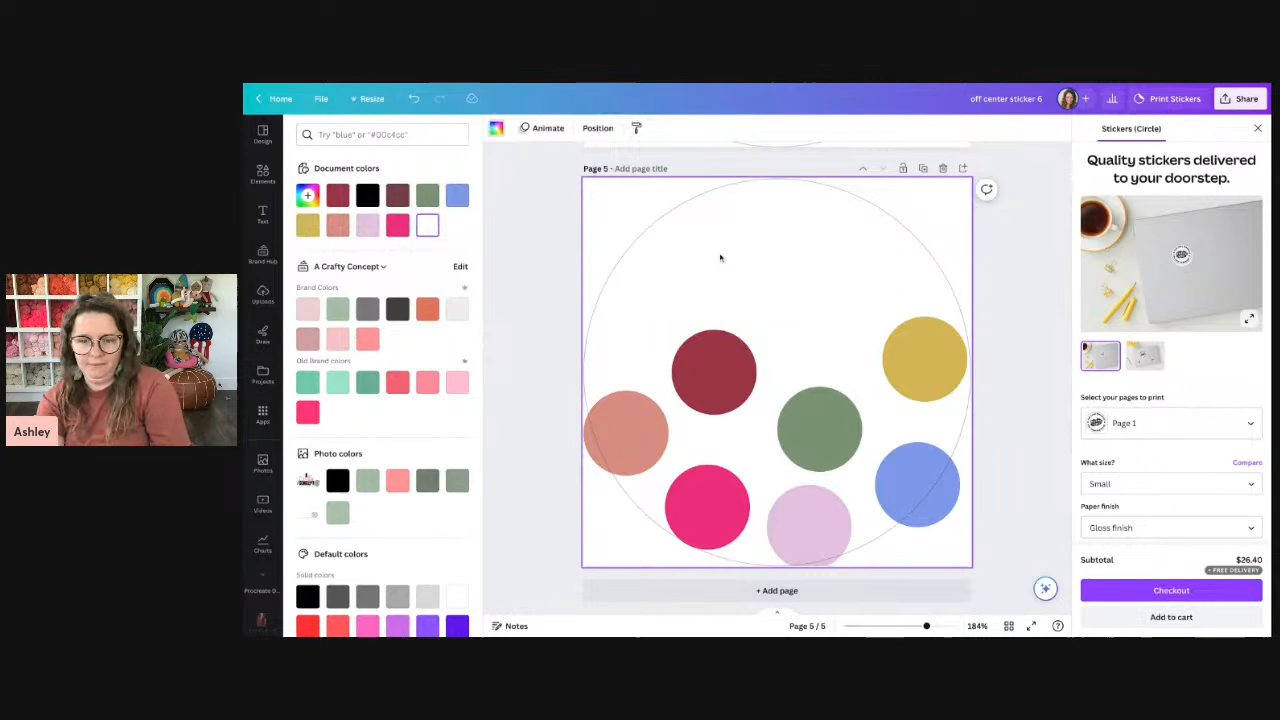 Home
File
Resize
off center sticker 6
Print Stickers
Share
Design
Elements
Text
Brand Hub
Uploads
Draw
Projects
Apps
Photos
Videos
Charts
Procreate
Try "blue" or "#00c4cc"
Document colors
A Crafty Concept
Edit
Brand Colors
Old Brand colors
Photo colors
Default colors
Solid colors
Animate
Position
Page 5 - Add page title
+ Add page
Notes
Page 5 / 5
184%
Stickers (Circle)
Quality stickers delivered
to your doorstep.
Select your pages to print
Page 1
What size?
Compare
Small
Paper finish
Gloss finish
Subtotal
$26.40
+ FREE DELIVERY
Checkout
Add to cart
Ashley